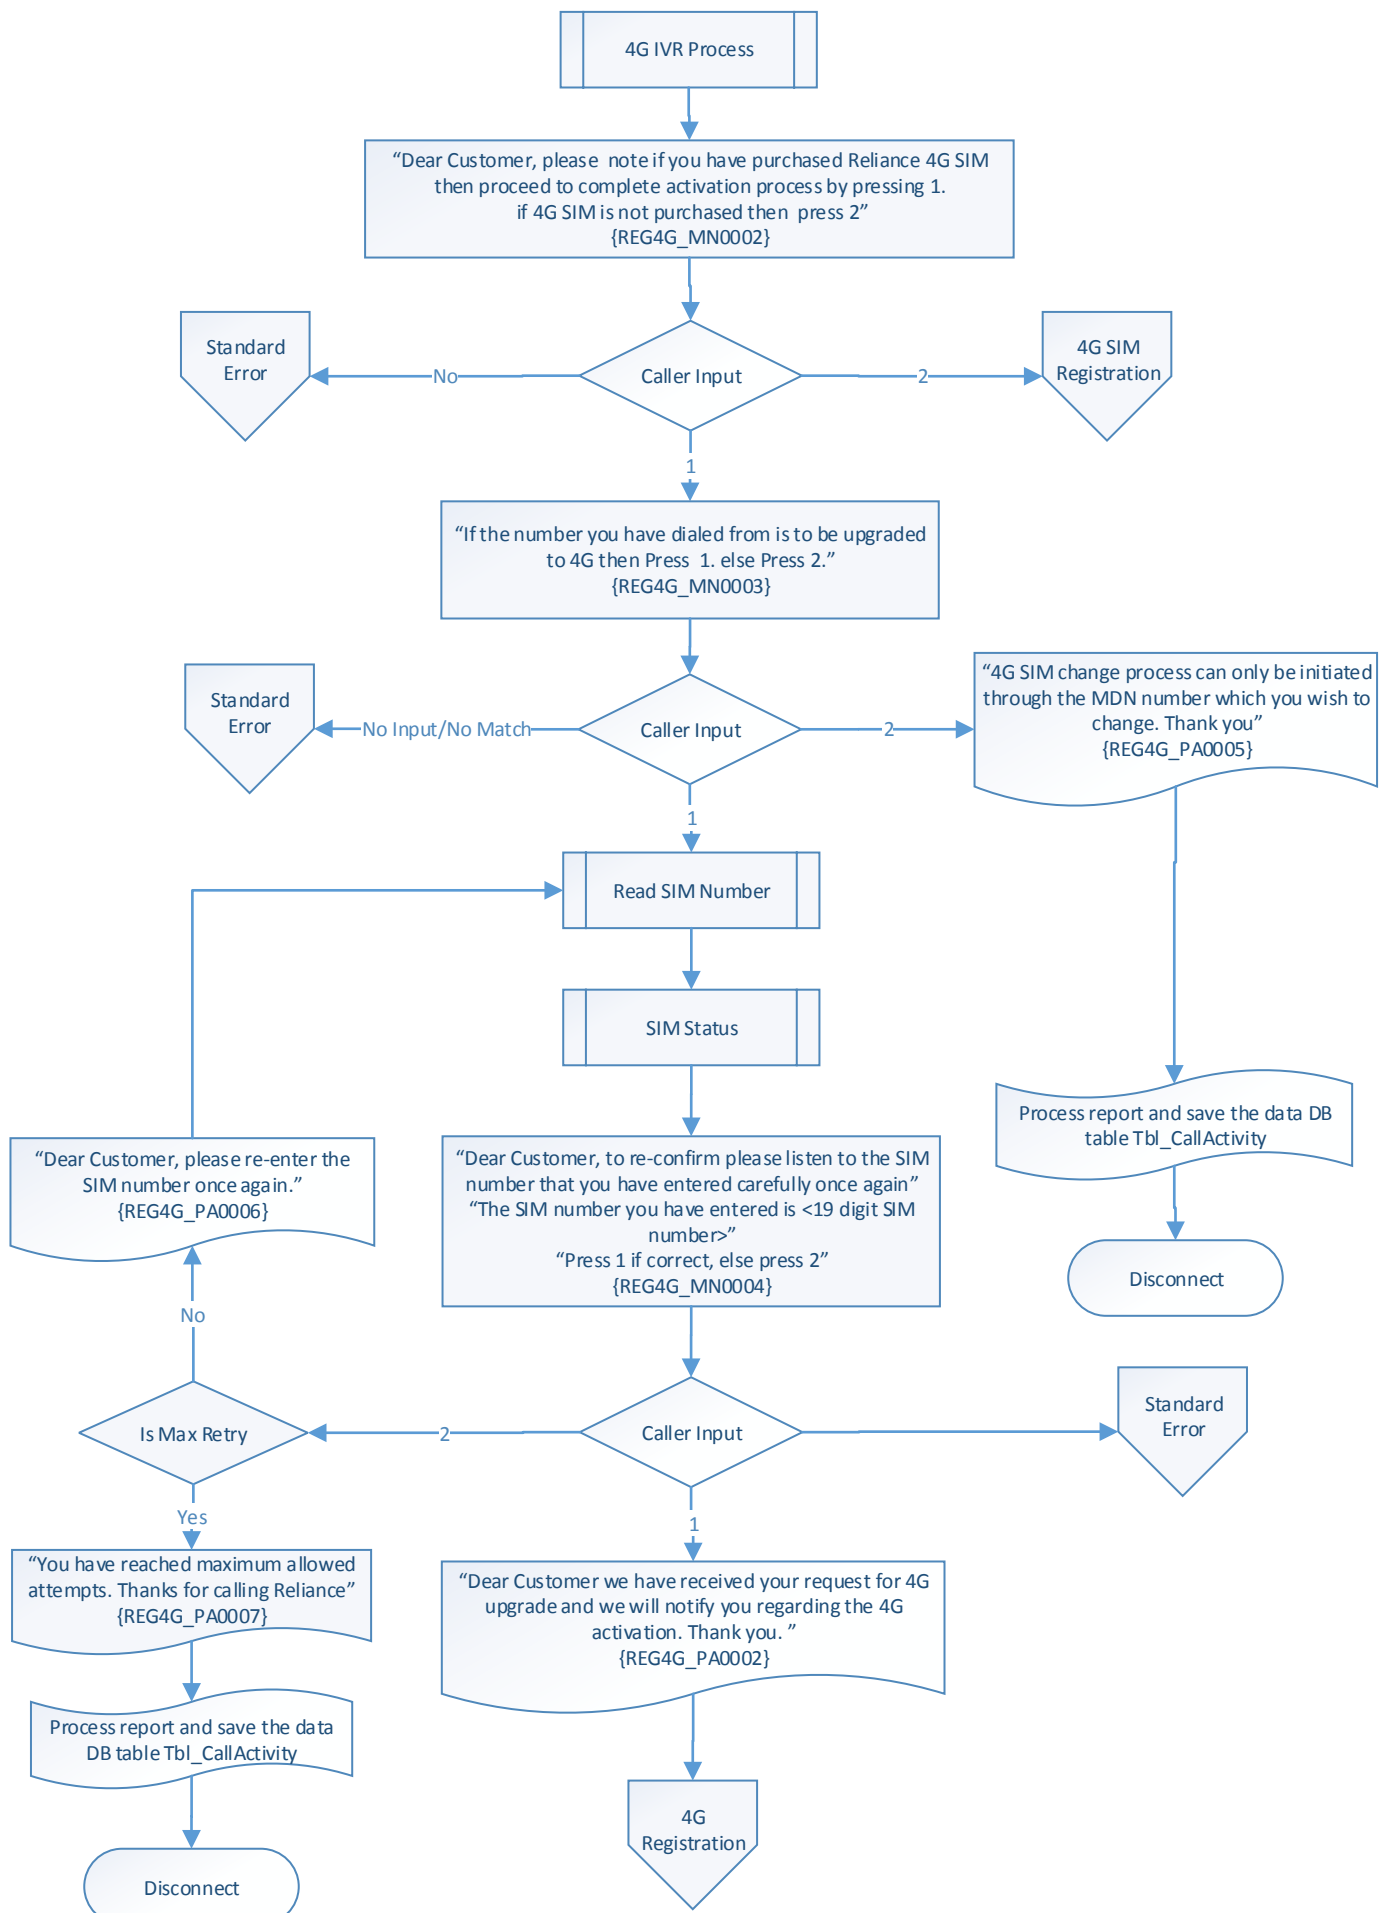 4G IVR Process
“Dear Customer, please note if you have purchased Reliance 4G SIM
then proceed to complete activation process by pressing 1.
if 4G SIM is not purchased then press 2”
{REG4G_MN0002}
Standard
Error
No
Caller Input
2
4G SIM
Registration
1
“If the number you have dialed from is to be upgraded
to 4G then Press 1. else Press 2.”
{REG4G_MN0003}
Standard
Error
No Input/No Match
Caller Input
2
“4G SIM change process can only be initiated
through the MDN number which you wish to
change. Thank you”
{REG4G_PA0005}
1
Read SIM Number
SIM Status
Process report and save the data DB
table Tbl_CallActivity
“Dear Customer, please re-enter the
SIM number once again.”
{REG4G_PA0006}
“Dear Customer, to re-confirm please listen to the SIM
number that you have entered carefully once again”
“The SIM number you have entered is <19 digit SIM
number>”
“Press 1 if correct, else press 2”
{REG4G_MN0004}
Disconnect
No
Is Max Retry
2
Caller Input
Standard
Error
Yes
1
“You have reached maximum allowed
attempts. Thanks for calling Reliance”
{REG4G_PA0007}
“Dear Customer we have received your request for 4G
upgrade and we will notify you regarding the 4G
activation. Thank you. ”
{REG4G_PA0002}
Process report and save the data
DB table Tbl_CallActivity
4G
Registration
Disconnect